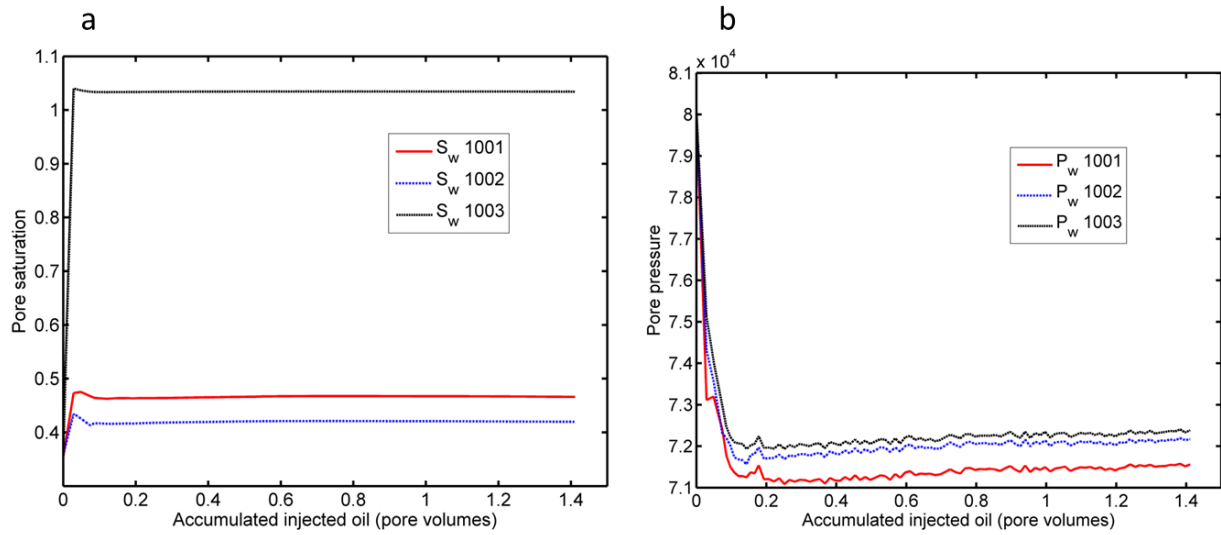 a
1.1
1
0.9
0.8
0.7
0.6
0.5
0.4
Pore saturation
S_w 1001
S_w 1002
S_w 1003
0 0.2 0.4 0.6 0.8 1 1.2 1.4
Accumulated injected oil (pore volumes)
b
x 10^4
8.1
8
7.9
7.8
7.7
7.6
7.5
7.4
7.3
7.2
7.1
Pore pressure
P_w 1001
P_w 1002
P_w 1003
0 0.2 0.4 0.6 0.8 1 1.2 1.4
Accumulated injected oil (pore volumes)